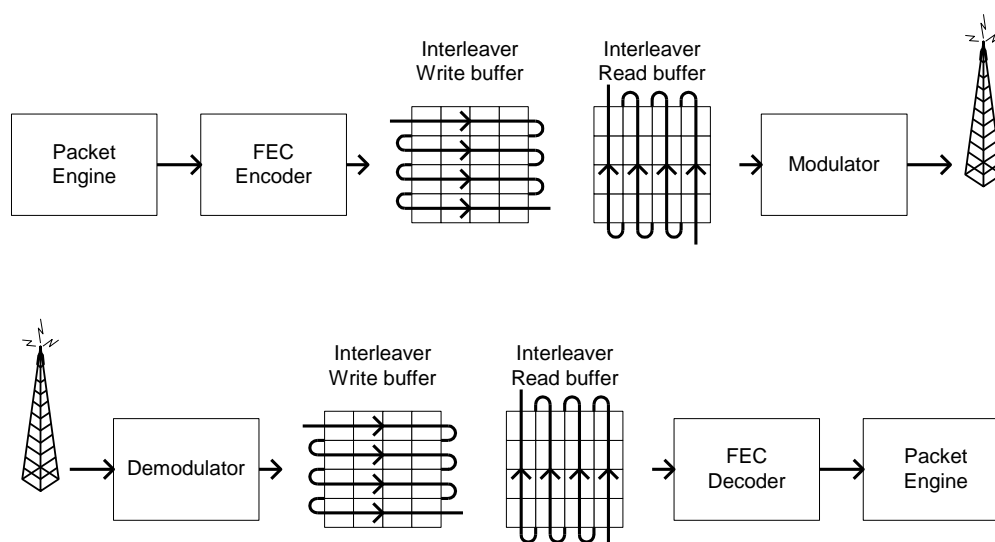 Interleaver
Write buffer
Interleaver
Read buffer
Packet
Engine
FEC
Encoder
Modulator
Interleaver
Write buffer
Interleaver
Read buffer
Demodulator
FEC
Decoder
Packet
Engine